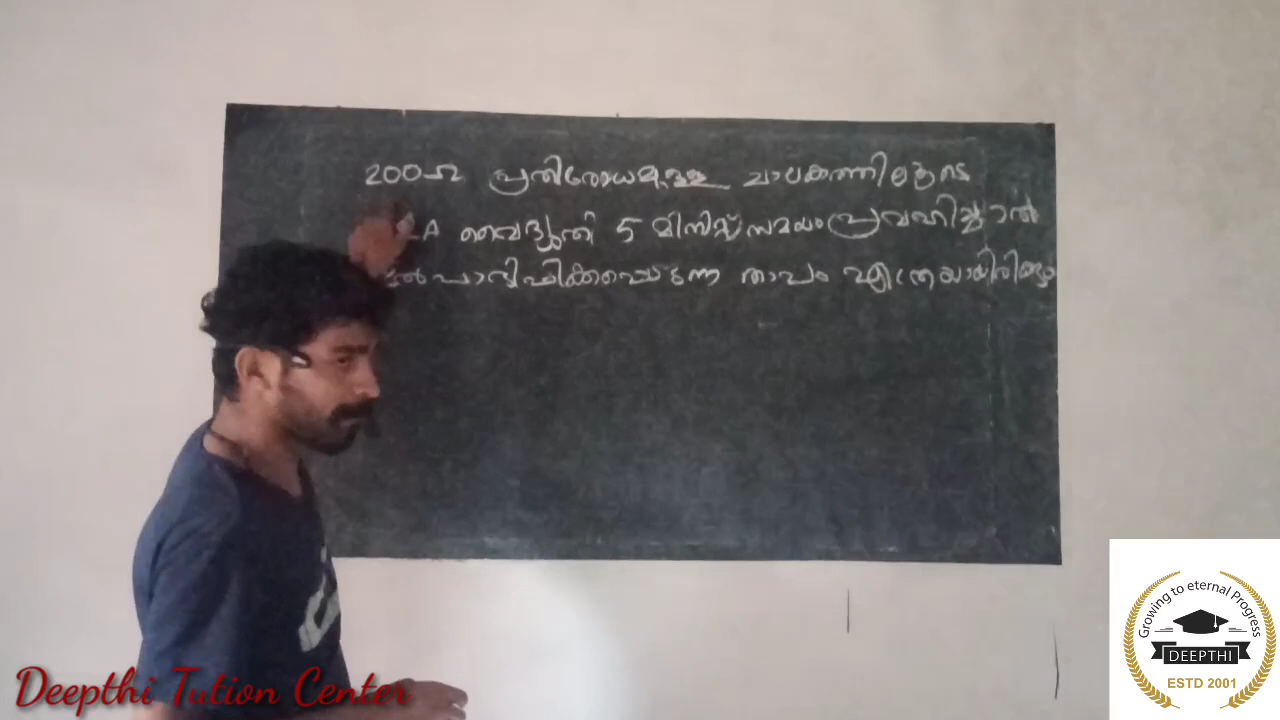 200Ω പ്രതിരോധമുള്ള ചാലകത്തിലൂടെ
A വൈദ്യുതി 5 മിനിട്ട് സമയം പ്രവഹിച്ചാൽ
താപം എത്രയായിരിക്കും
Deepthi Tution Center
Growing to eternal Progress
DEEPTHI
ESTD 2001